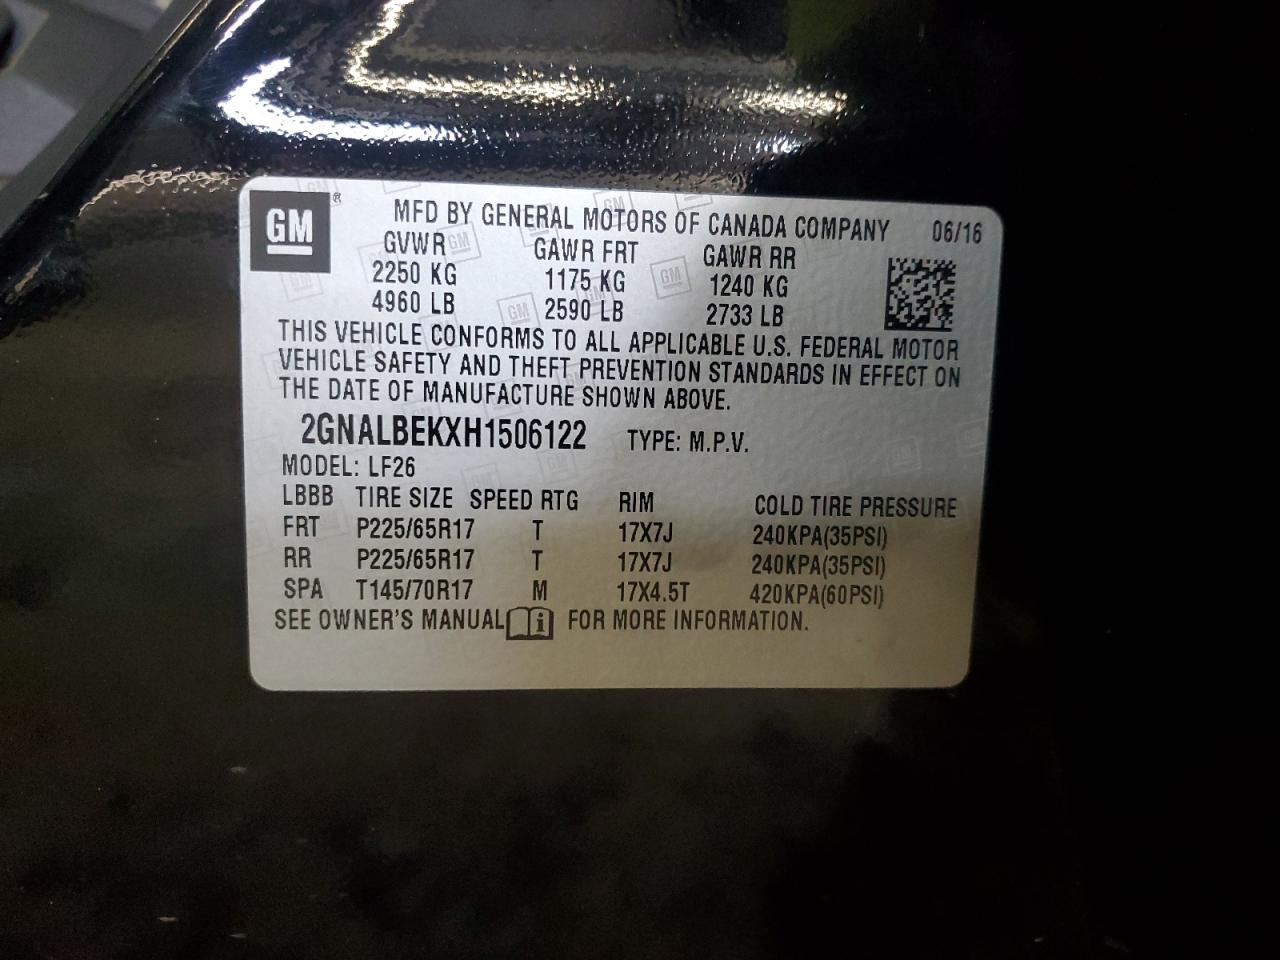 GM® MFD BY GENERAL MOTORS OF CANADA COMPANY 06/16
GVWR GAWR FRT GAWR RR
2250 KG 1175 KG 1240 KG
4960 LB 2590 LB 2733 LB
THIS VEHICLE CONFORMS TO ALL APPLICABLE U.S. FEDERAL MOTOR
VEHICLE SAFETY AND THEFT PREVENTION STANDARDS IN EFFECT ON
THE DATE OF MANUFACTURE SHOWN ABOVE.
2GNALBEKXH1506122 TYPE: M.P.V.
MODEL: LF26
LBBB TIRE SIZE SPEED RTG RIM COLD TIRE PRESSURE
FRT P225/65R17 T 17X7J 240KPA(35PSI)
RR P225/65R17 T 17X7J 240KPA(35PSI)
SPA T145/70R17 M 17X4.5T 420KPA(60PSI)
SEE OWNER'S MANUAL FOR MORE INFORMATION.